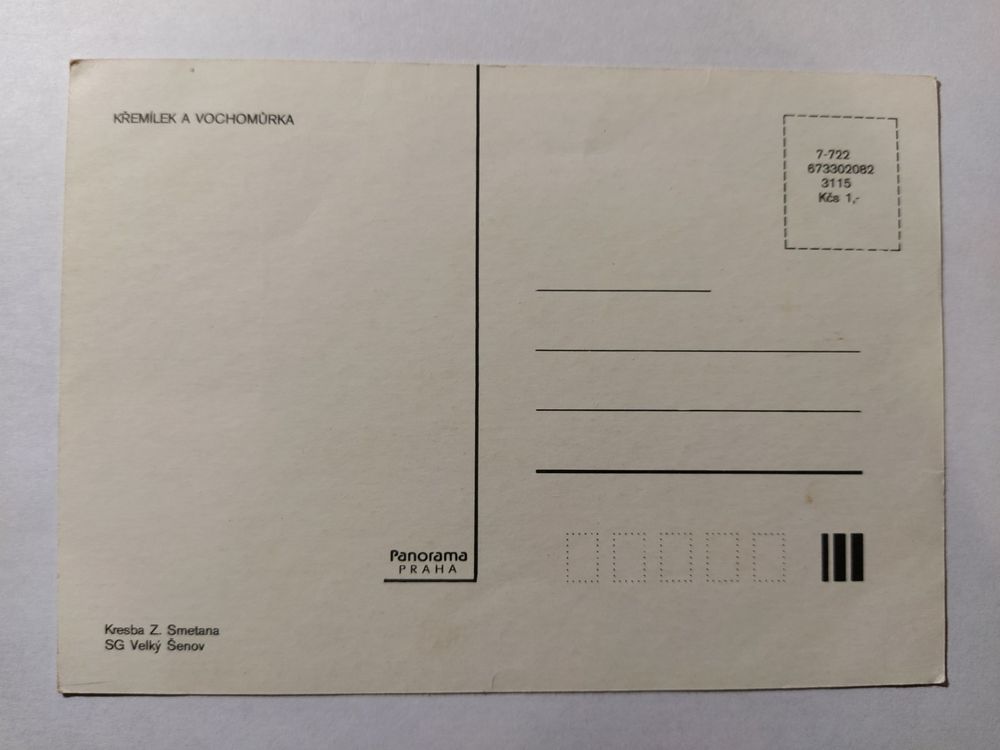 KŘEMÍLEK A VOCHOMŮRKA
7-722
673302082
3115
Kčs 1,-
Panorama
PRAHA
Kresba Z. Smetana
SG Velký Šenov